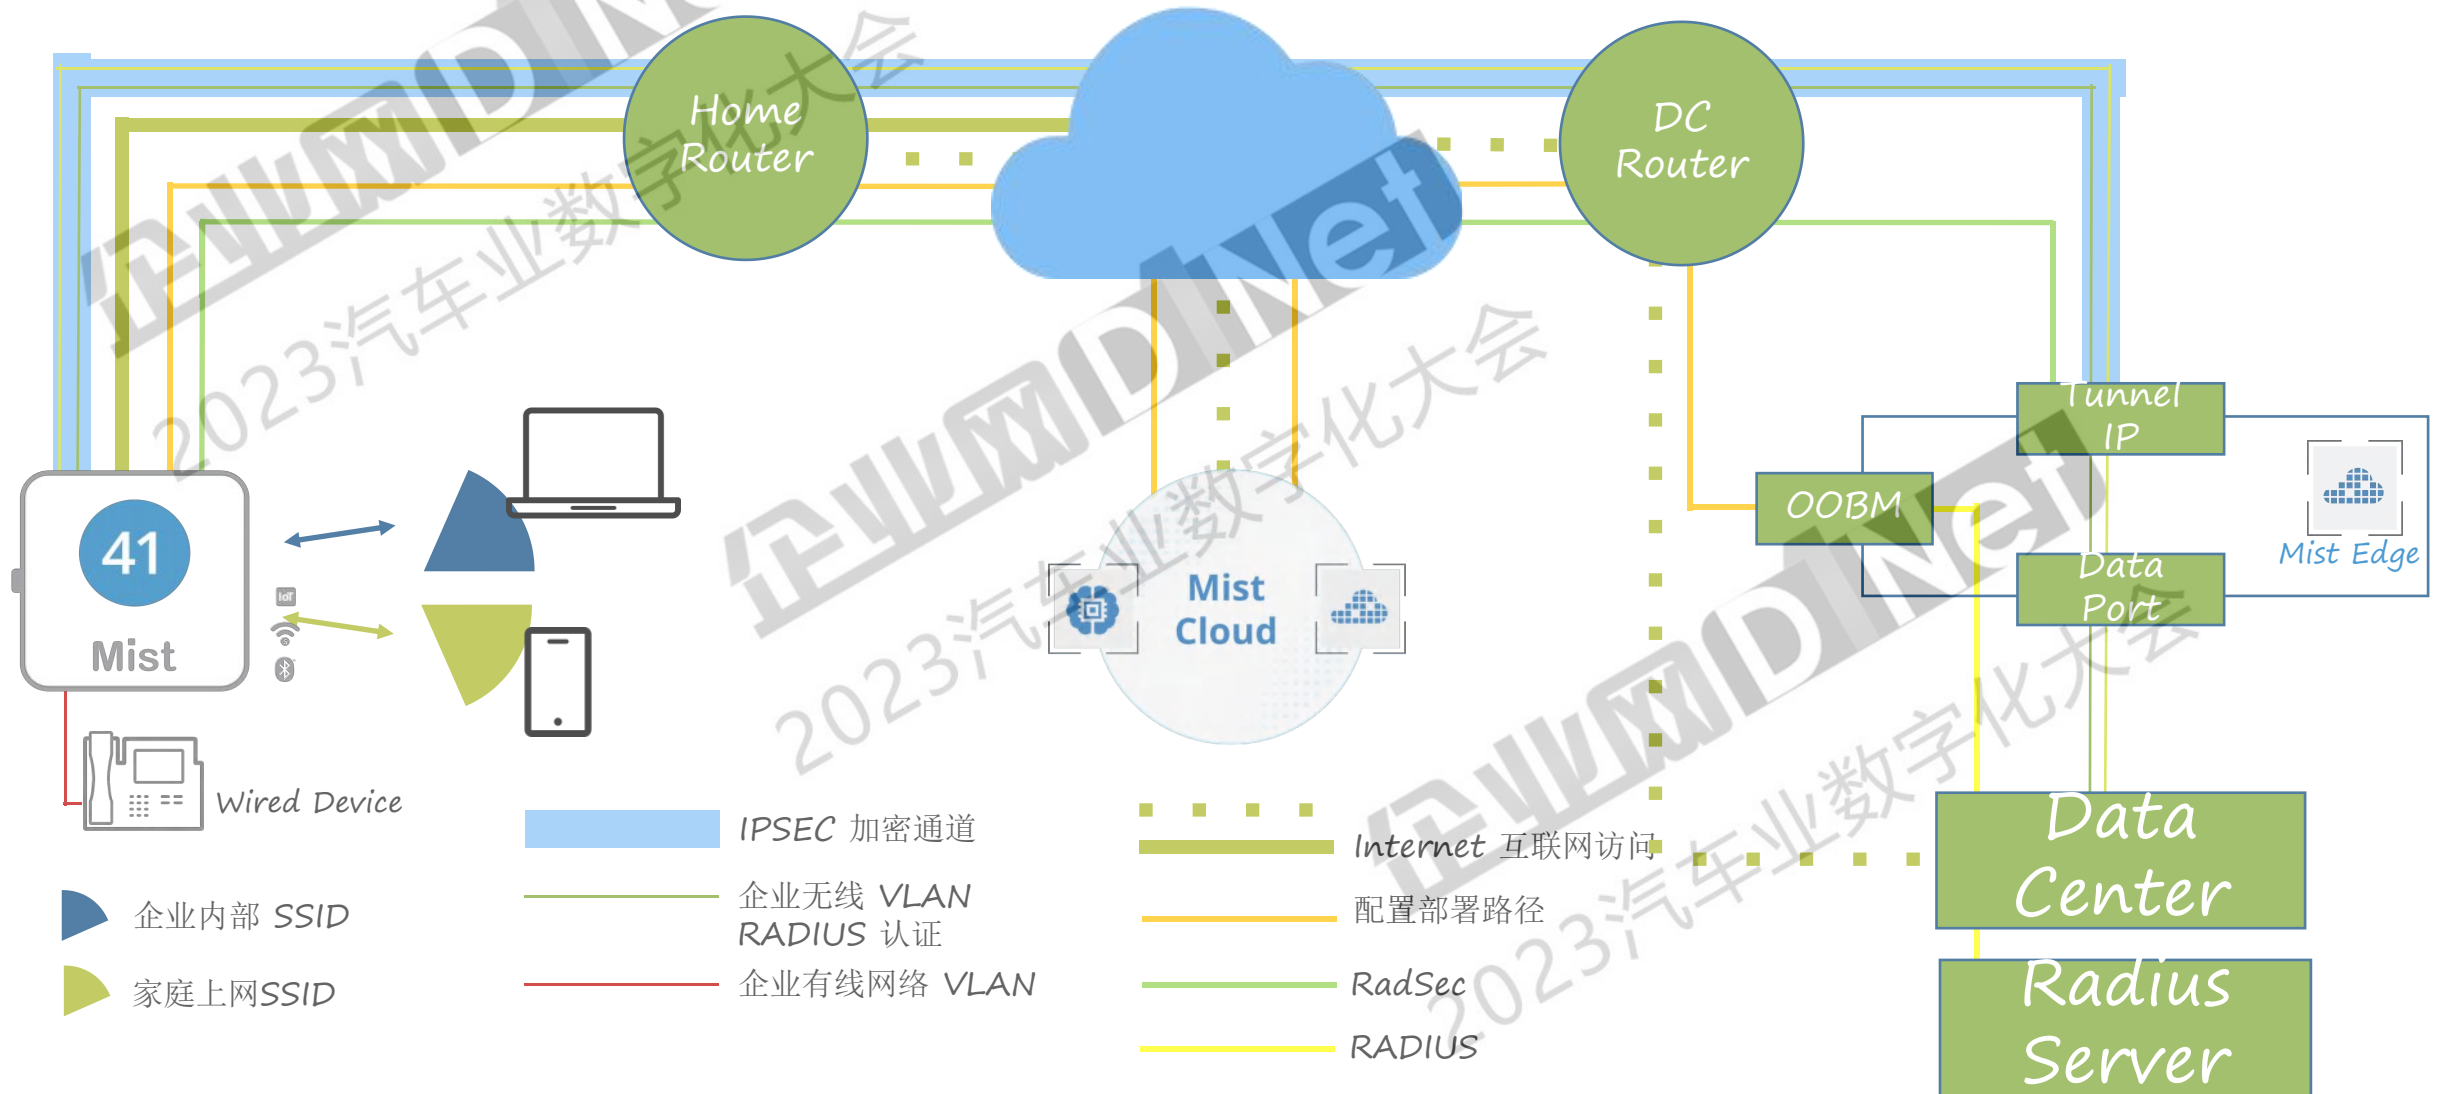 Home
Router
DC
Router
Tunnel
IP
OOBM
Data
Port
Mist Edge
41
Mist
IoT
Mist
Cloud
Wired Device
企业内部 SSID
家庭上网SSID
IPSEC 加密通道
企业无线 VLAN
RADIUS 认证
企业有线网络 VLAN
Internet 互联网访问
配置部署路径
RadSec
RADIUS
Data
Center
Radius
Server
企业网D1Net
2023汽车业数字化大会
企业网D1Net
2023汽车业数字化大会
企业网D1Net
2023汽车业数字化大会